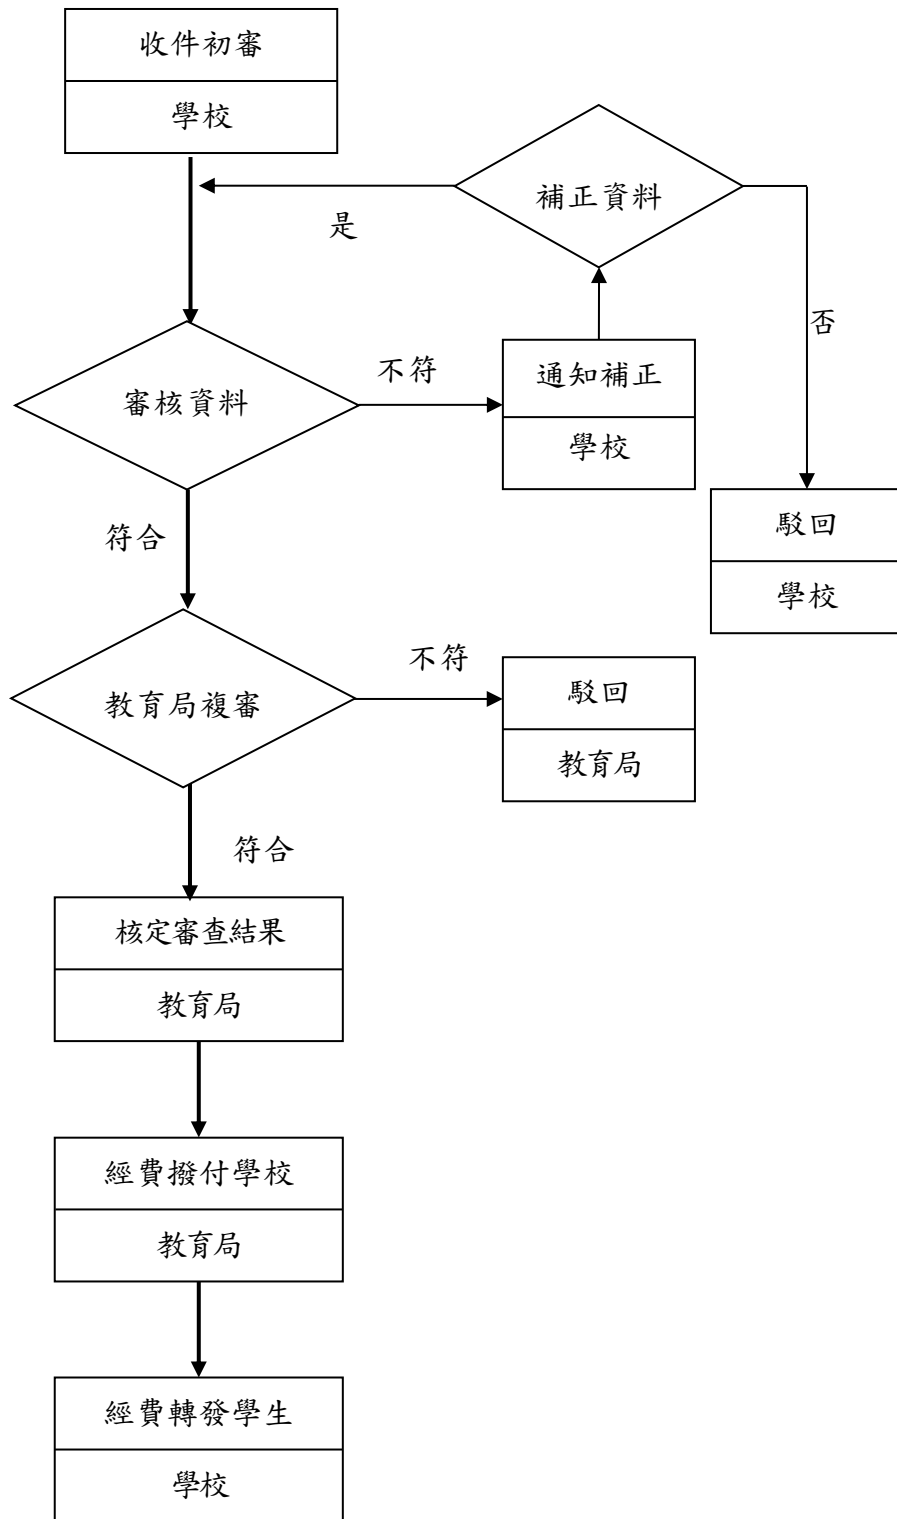 收件初審
學校
補正資料
是
否
審核資料
不符
通知補正
學校
符合
駁回
學校
教育局複審
不符
駁回
教育局
符合
核定審查結果
教育局
經費撥付學校
教育局
經費轉發學生
學校